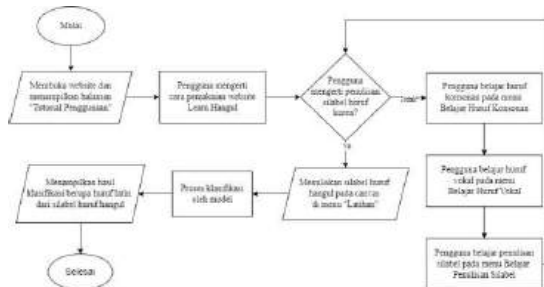 Mulai
Membuka website dan
menampilkan halaman
"Tutorial Penggunaan"
Pengguna mengerti
cara pemakaian website
Learn Hangul
Pengguna
mengerti penulisan
silabel huruf
korea?
Tidak
Ya
Pengguna belajar huruf
konsonan pada menu
Belajar Huruf Konsonan
Pengguna belajar huruf
vokal pada menu
Belajar Huruf Vokal
Pengguna belajar penulisan
silabel pada menu Belajar
Penulisan Silabel
Menuliskan silabel huruf
hangul pada canvas
di menu "Latihan"
Proses klasifikasi
oleh model
Menampilkan hasil
klasifikasi berupa huruf latin
dari silabel huruf hangul
Selesai